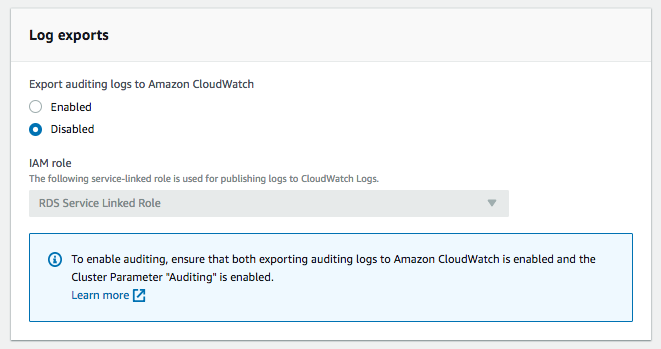 Log exports
Export auditing logs to Amazon CloudWatch
Enabled
Disabled
IAM role
The following service-linked role is used for publishing logs to CloudWatch Logs.
RDS Service Linked Role
To enable auditing, ensure that both exporting auditing logs to Amazon CloudWatch is enabled and the
Cluster Parameter "Auditing" is enabled.
Learn more